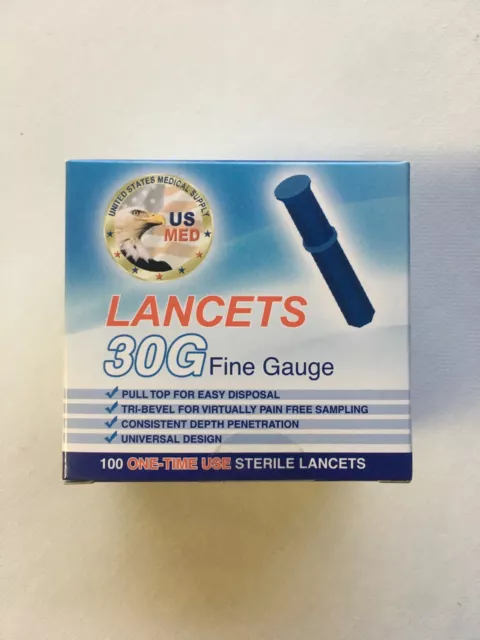 UNITED STATES MEDICAL SUPPLY
US
MED
LANCETS
30G Fine Gauge
PULL TOP FOR EASY DISPOSAL
TRI-BEVEL FOR VIRTUALLY PAIN FREE SAMPLING
CONSISTENT DEPTH PENETRATION
UNIVERSAL DESIGN
100 ONE-TIME USE STERILE LANCETS